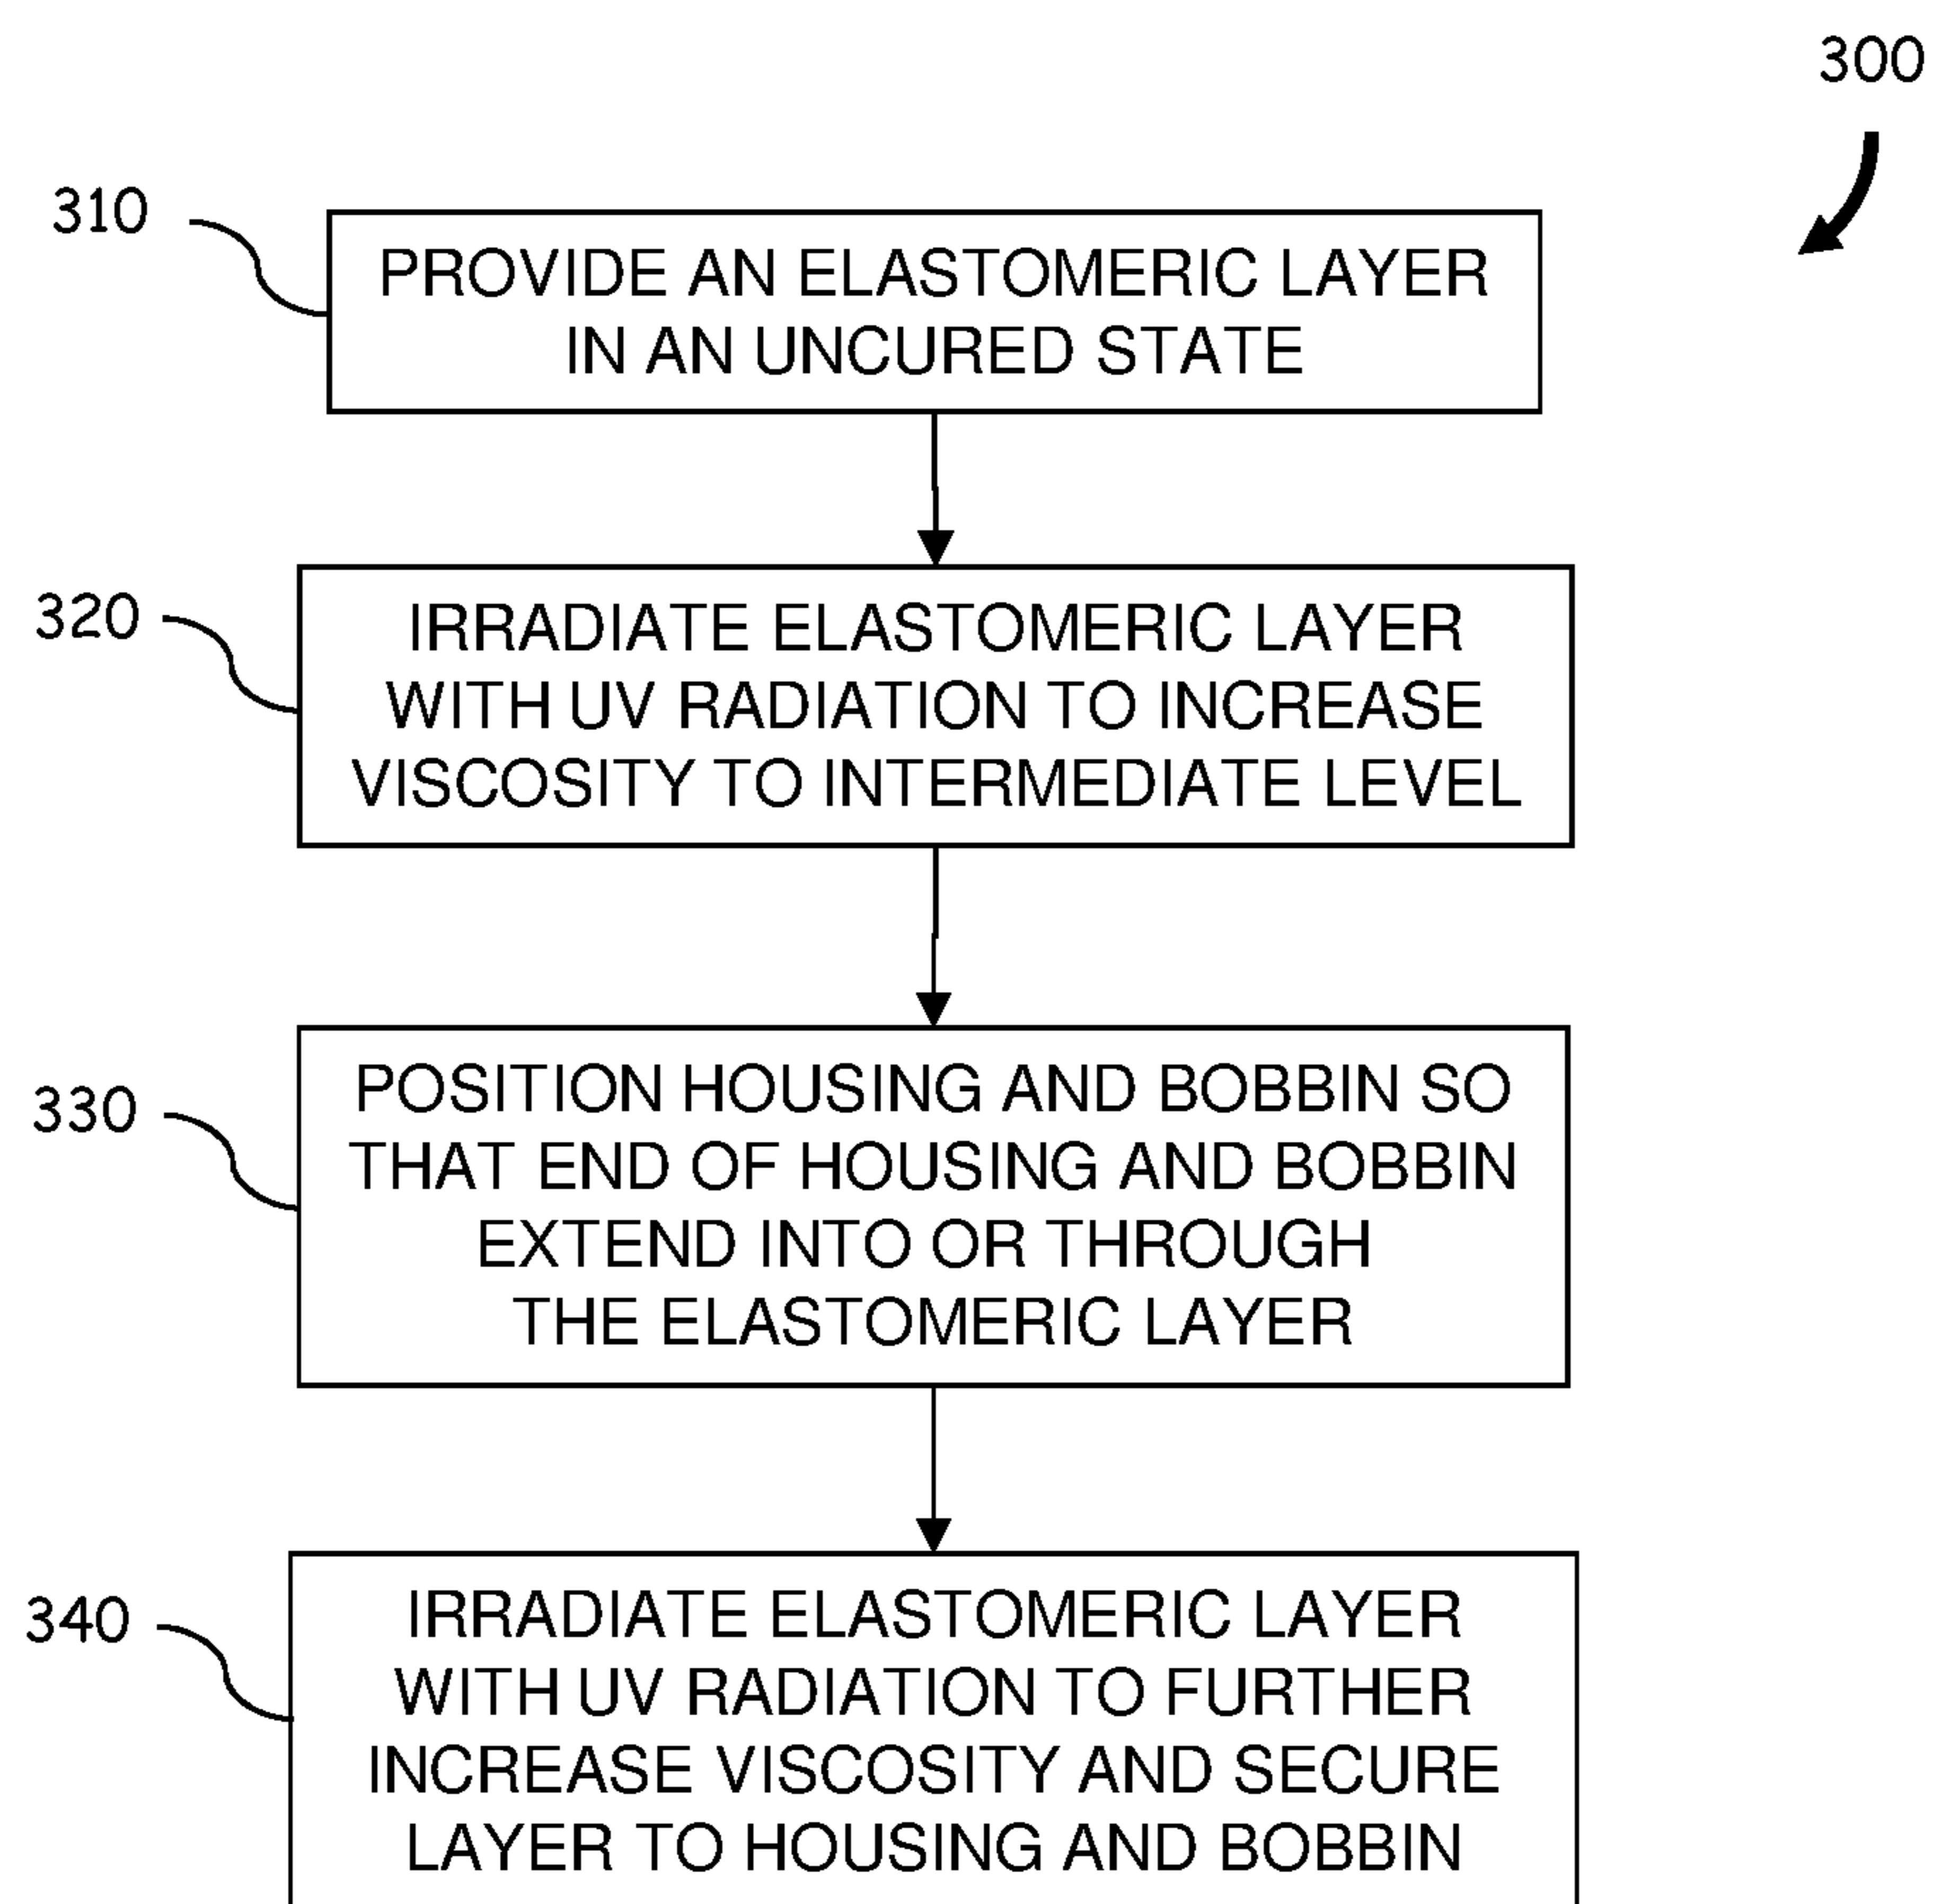 300
310
PROVIDE AN ELASTOMERIC LAYER
IN AN UNCURED STATE
320
IRRADIATE ELASTOMERIC LAYER
WITH UV RADIATION TO INCREASE
VISCOSITY TO INTERMEDIATE LEVEL
330
POSITION HOUSING AND BOBBIN SO
THAT END OF HOUSING AND BOBBIN
EXTEND INTO OR THROUGH
THE ELASTOMERIC LAYER
340
IRRADIATE ELASTOMERIC LAYER
WITH UV RADIATION TO FURTHER
INCREASE VISCOSITY AND SECURE
LAYER TO HOUSING AND BOBBIN